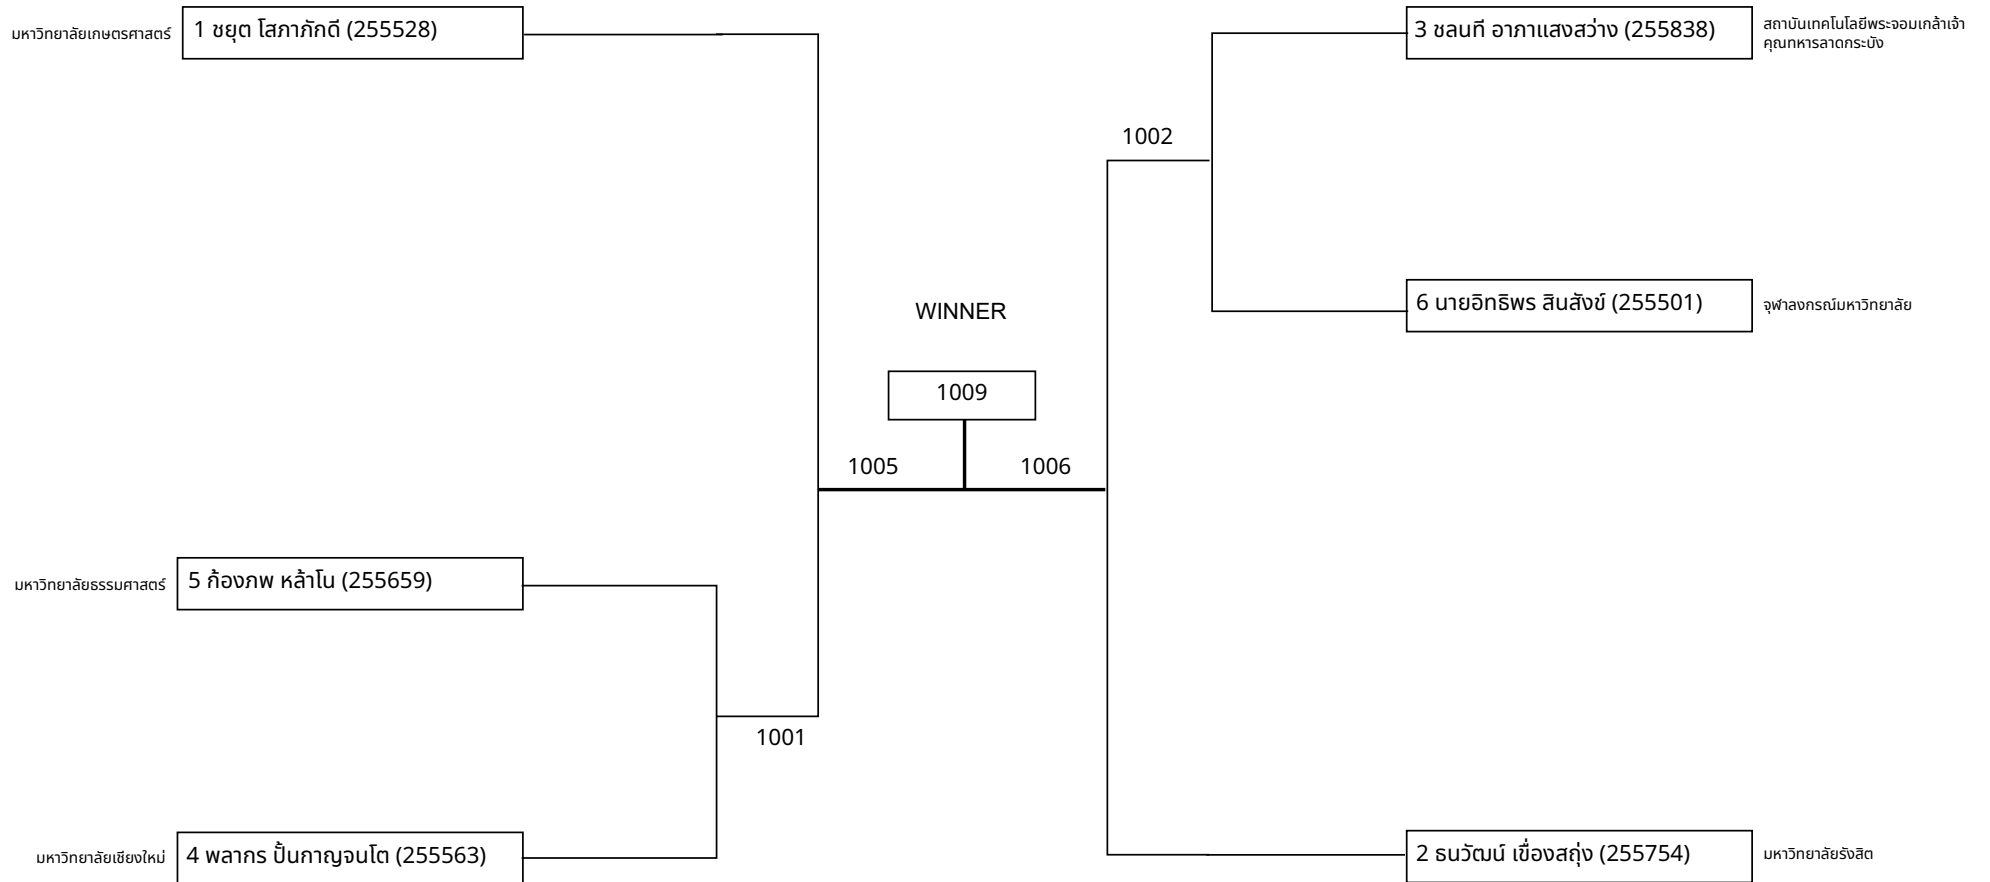 มหาวิทยาลัยเกษตรศาสตร์
1 ชยุต โสภาภักดี (255528)
3 ชลนที อาภาแสงสว่าง (255838)
สถาบันเทคโนโลยีพระจอมเกล้าเจ้า
คุณทหารลาดกระบัง
1002
6 นายอิทธิพร สินสังข์ (255501)
จุฬาลงกรณ์มหาวิทยาลัย
WINNER
1009
1005
1006
มหาวิทยาลัยธรรมศาสตร์
5 ก้องภพ หล้าโน (255659)
1001
มหาวิทยาลัยเชียงใหม่
4 พลากร ปั้นกาญจนโต (255563)
2 ธนวัฒน์ เขื่องสถุ่ง (255754)
มหาวิทยาลัยรังสิต